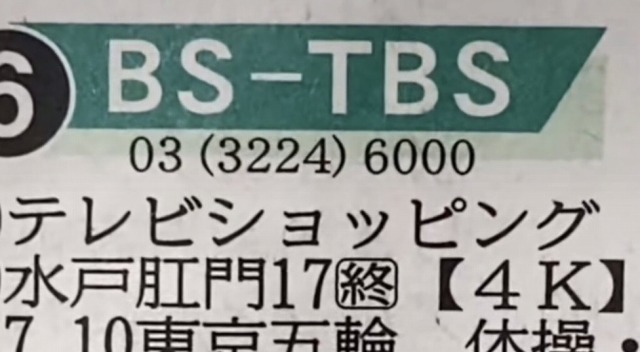 6 BS-TBS
03(3224)6000
テレビショッピング
水戸肛門17終【4K】
7 10東京五輪 体操・